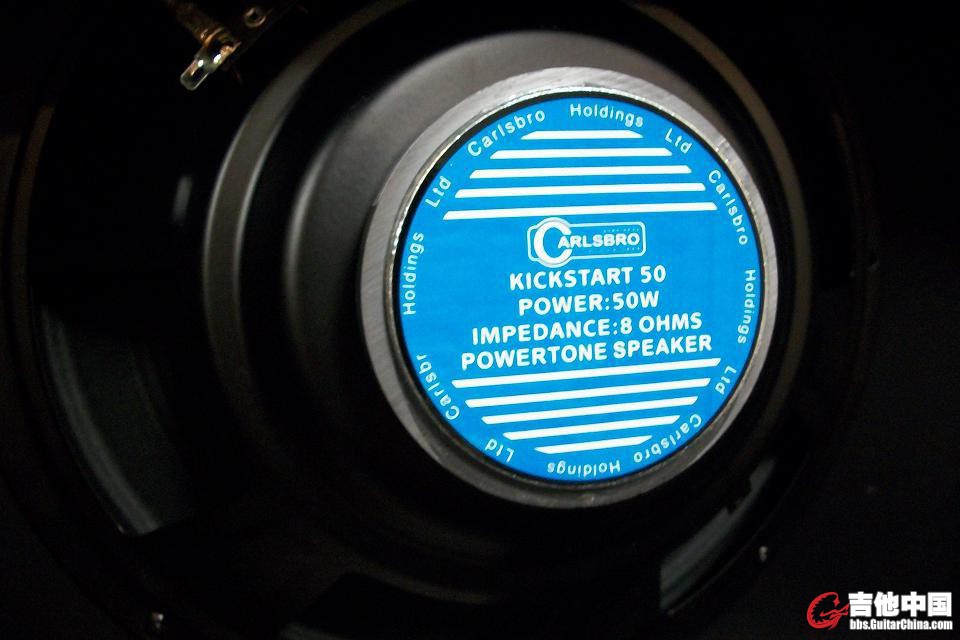 Carlsbro Holdings Ltd Carlsbro Holdings Ltd Carlsbro Holdings Ltd Carlsbr Holdings Ltd
CARLSBRO
KICKSTART 50
POWER:50W
IMPEDANCE:8 OHMS
POWERTONE SPEAKER
吉他中国
bbs.GuitarChina.com